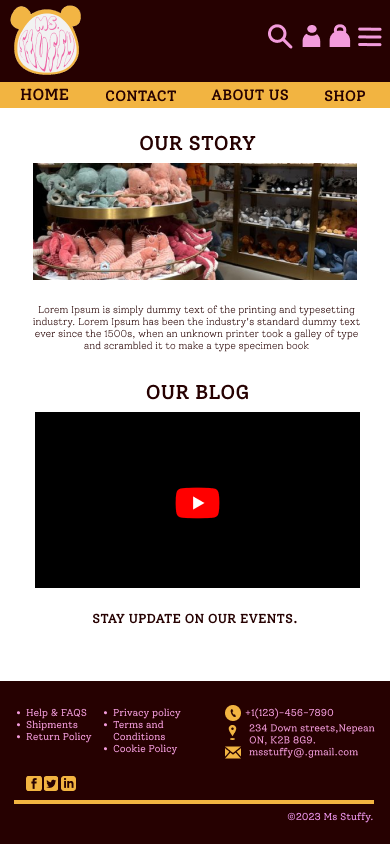 MS.
STUFFY
HOME CONTACT ABOUT US SHOP
OUR STORY
Lorem Ipsum is simply dummy text of the printing and typesetting
industry. Lorem Ipsum has been the industry's standard dummy text
ever since the 1500s, when an unknown printer took a galley of type
and scrambled it to make a type specimen book
OUR BLOG
STAY UPDATE ON OUR EVENTS.
• Help & FAQS
• Shipments
• Return Policy
• Privacy policy
• Terms and
Conditions
• Cookie Policy
+1(123)-456-7890
234 Down streets,Nepean
ON, K2B 8G9.
msstuffy@.gmail.com
©2023 Ms Stuffy.